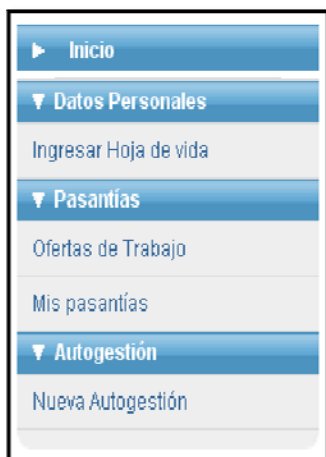 Inicio
Datos Personales
Ingresar Hoja de vida
Pasantías
Ofertas de Trabajo
Mis pasantías
Autogestión
Nueva Autogestión